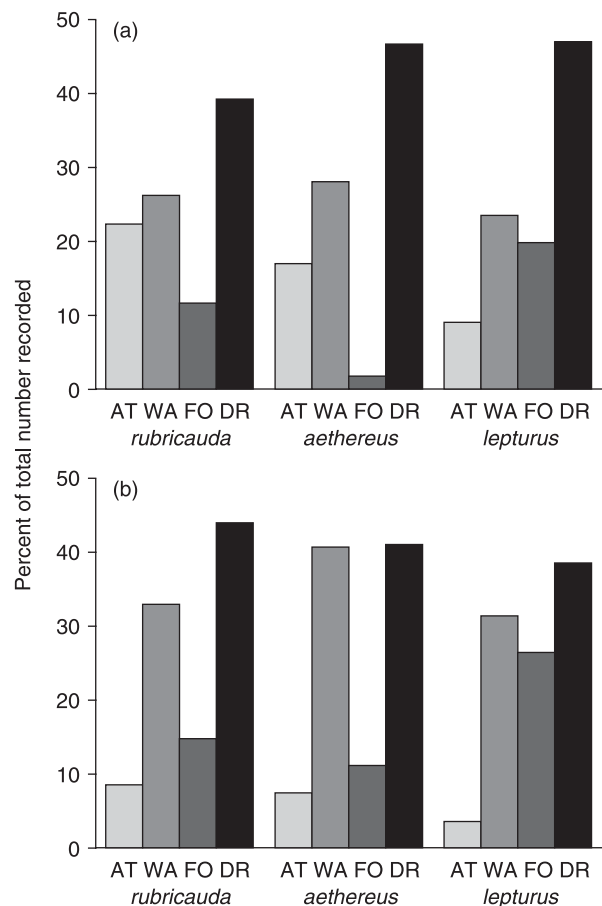 Percent of total number recorded
(a)
50
40
30
20
10
0
AT WA FO DR AT WA FO DR AT WA FO DR
rubricauda aethereus lepturus
(b)
50
40
30
20
10
0
AT WA FO DR AT WA FO DR AT WA FO DR
rubricauda aethereus lepturus